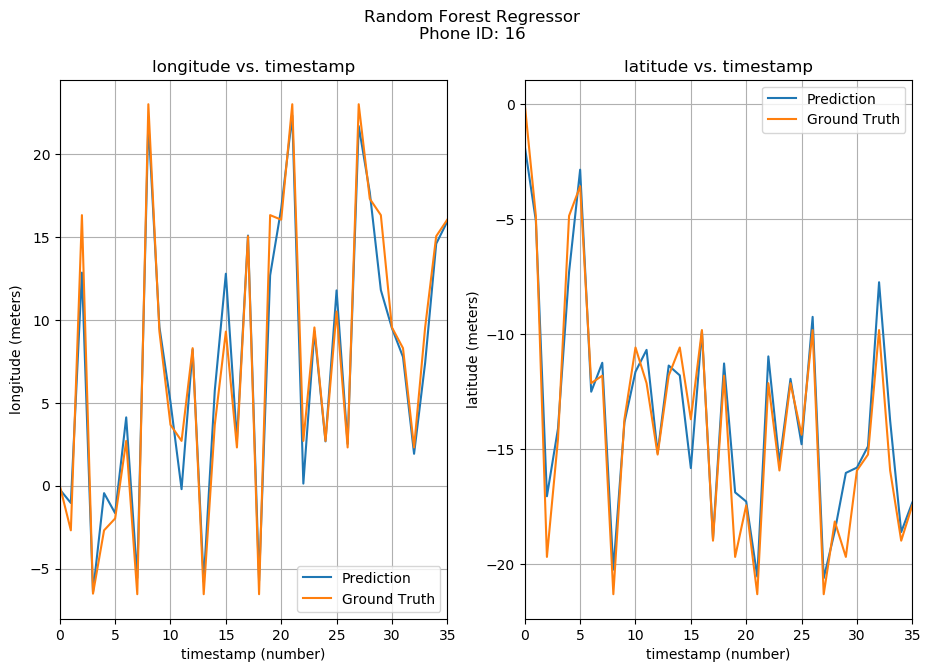 Random Forest Regressor
Phone ID: 16
longitude vs. timestamp
longitude (meters)
20
15
10
5
0
−5
0 5 10 15 20 25 30 35
timestamp (number)
Prediction
Ground Truth
latitude vs. timestamp
latitude (meters)
0
−5
−10
−15
−20
0 5 10 15 20 25 30 35
timestamp (number)
Prediction
Ground Truth